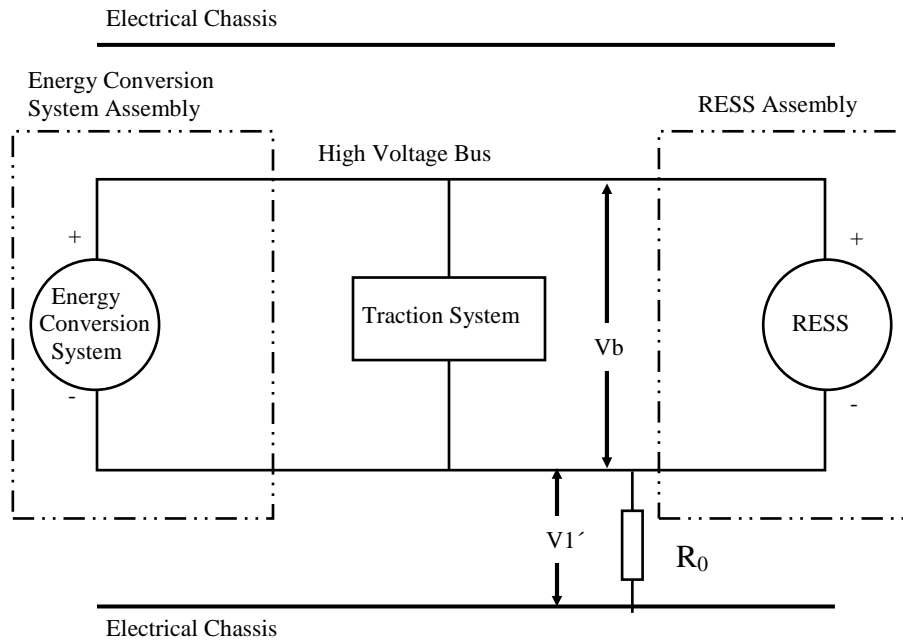 Electrical Chassis
Energy Conversion
System Assembly
RESS Assembly
High Voltage Bus
+
+
Energy
Conversion
System
Traction System
Vb
RESS
-
-
V1´
R₀
Electrical Chassis